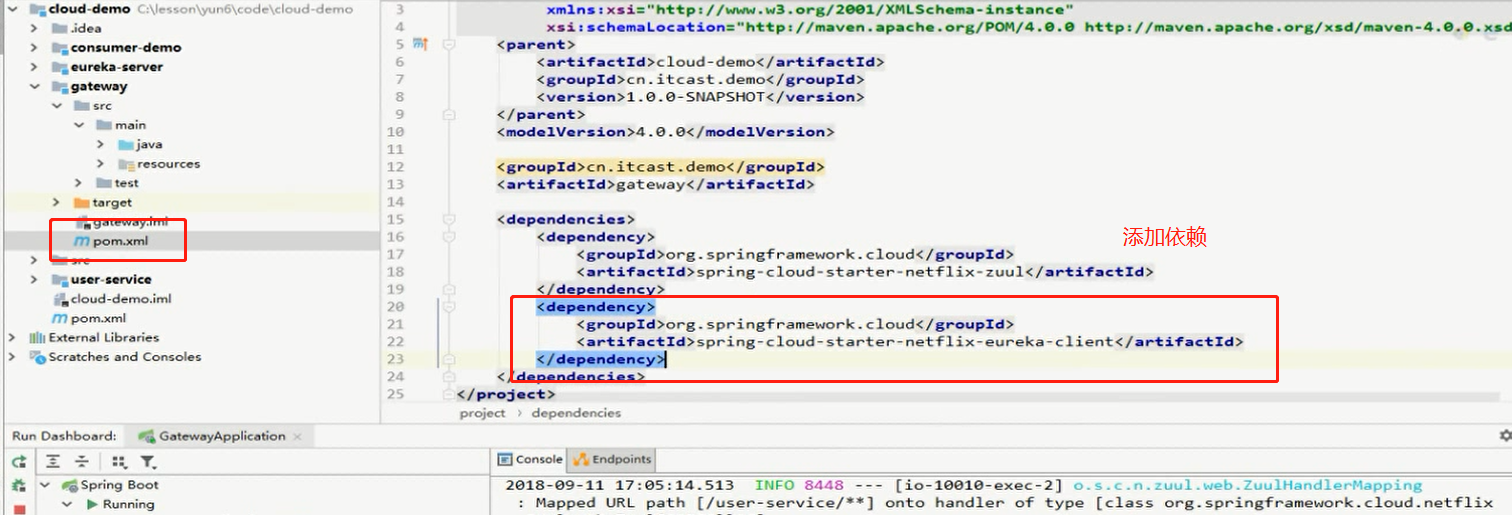 cloud-demo C:\lesson\yun6\code\cloud-demo
.idea
consumer-demo
eureka-server
gateway
src
main
java
resources
test
target
gateway.iml
pom.xml
src
user-service
cloud-demo.iml
pom.xml
External Libraries
Scratches and Consoles
3 xmlns:xsi="http://www.w3.org/2001/XMLSchema-instance"
4 xsi:schemaLocation="http://maven.apache.org/POM/4.0.0 http://maven.apache.org/xsd/maven-4.0.0.xsd
5 <parent>
6 <artifactId>cloud-demo</artifactId>
7 <groupId>cn.itcast.demo</groupId>
8 <version>1.0.0-SNAPSHOT</version>
9 </parent>
10 <modelVersion>4.0.0</modelVersion>
11
12 <groupId>cn.itcast.demo</groupId>
13 <artifactId>gateway</artifactId>
14
15 <dependencies>
16 <dependency>
添加依赖
17 <groupId>org.springframework.cloud</groupId>
18 <artifactId>spring-cloud-starter-netflix-zuul</artifactId>
19 </dependency>
20 <dependency>
21 <groupId>org.springframework.cloud</groupId>
22 <artifactId>spring-cloud-starter-netflix-eureka-client</artifactId>
23 </dependency>
24 </dependencies>
25 </project>
project › dependencies
Run Dashboard: GatewayApplication
Console Endpoints
Spring Boot
Running
2018-09-11 17:05:14.513 INFO 8448 --- [io-10010-exec-2] o.s.c.n.zuul.web.ZuulHandlerMapping
: Mapped URL path [/user-service/**] onto handler of type [class org.springframework.cloud.netflix